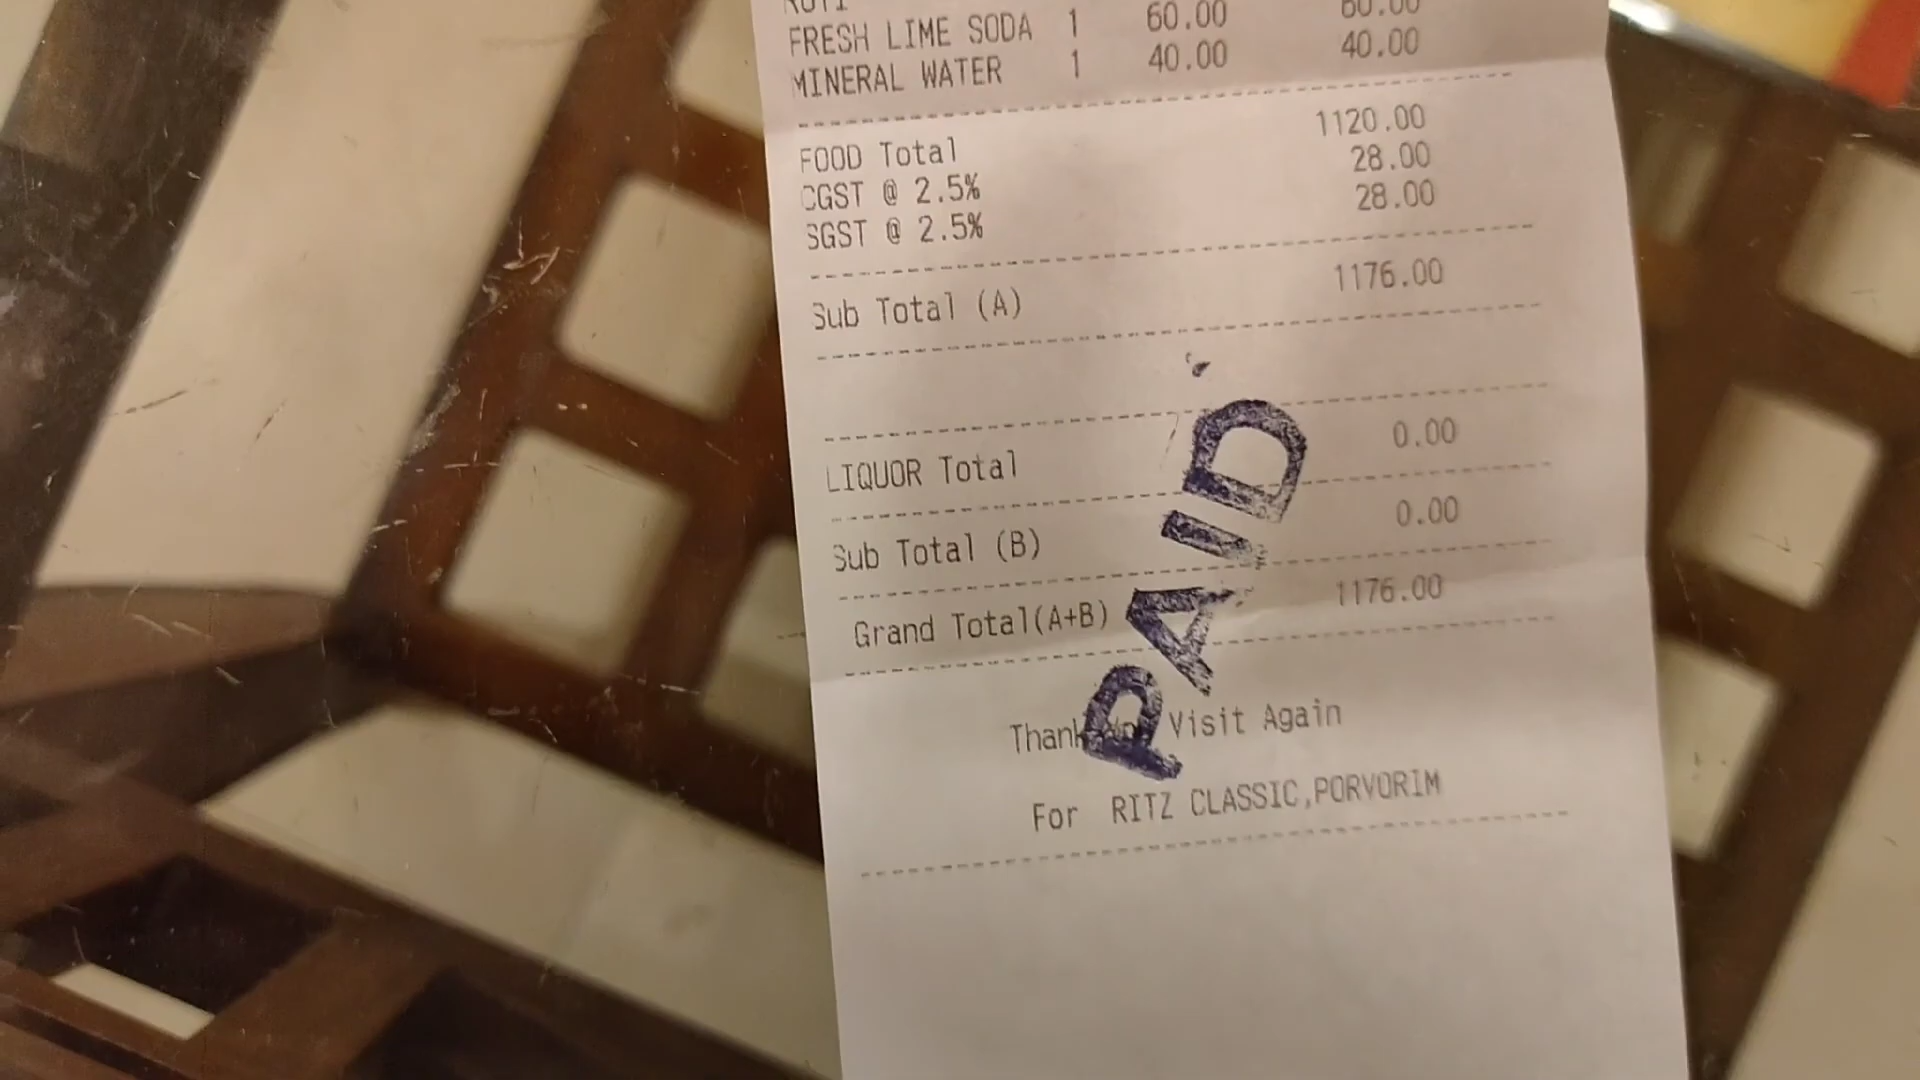 ROTI
FRESH LIME SODA 1 60.00 60.00
MINERAL WATER 1 40.00 40.00
FOOD Total 1120.00
CGST @ 2.5% 28.00
SGST @ 2.5% 28.00
Sub Total (A) 1176.00
LIQUOR Total 0.00
Sub Total (B) 0.00
Grand Total(A+B) 1176.00
PAID
Thank Visit Again
For RITZ CLASSIC,PORVORIM